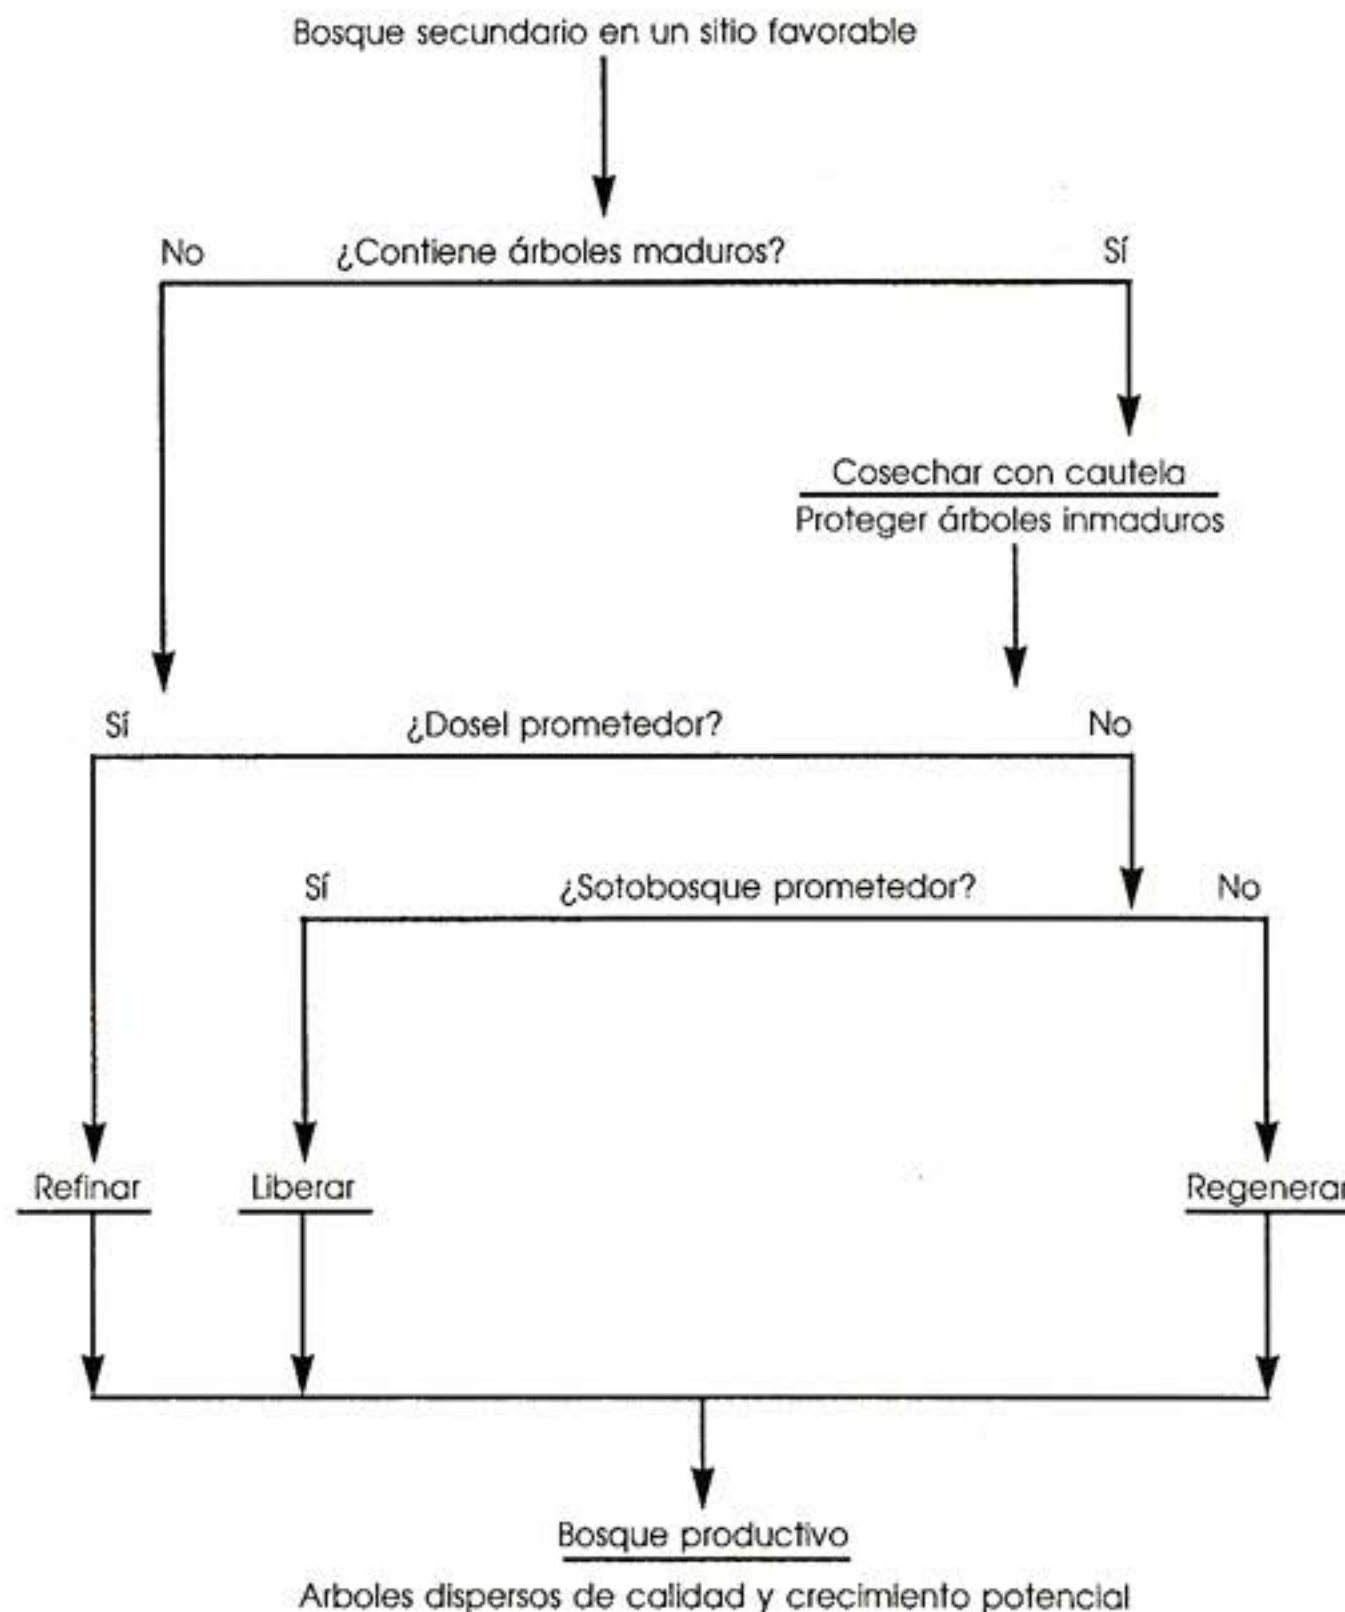 Bosque secundario en un sitio favorable
No ¿Contiene árboles maduros? Sí
Cosechar con cautela
Proteger árboles inmaduros
Sí ¿Dosel prometedor? No
Sí ¿Sotobosque prometedor? No
Refinar Liberar Regenerar
Bosque productivo
Arboles dispersos de calidad y crecimiento potencial